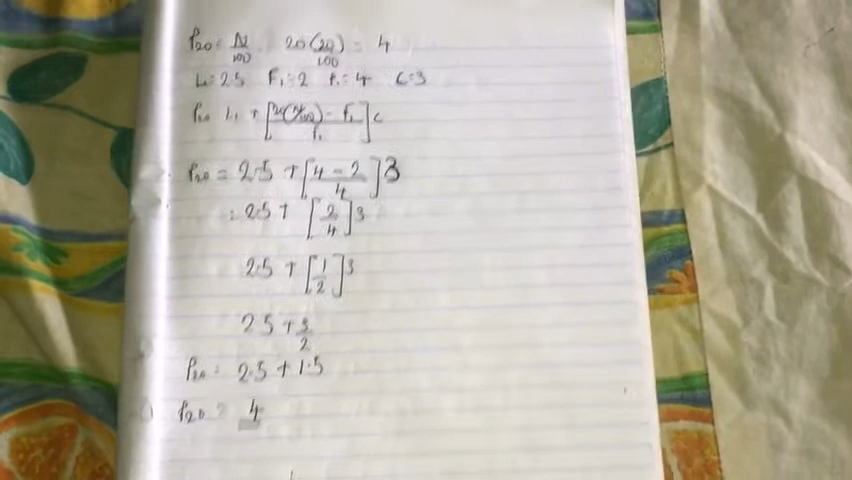 P20 = N/100 20(20/100) = 4
L1=2.5 F1=2 f1=4 C=3
P20 L1 + [20(N/100) - F1 / f1] c
P20 = 2.5 + [4 - 2 / 4] 3
= 2.5 + [2/4] 3
2.5 + [1/2] 3
2.5 + 3/2
P20 = 2.5 + 1.5
P20 = 4